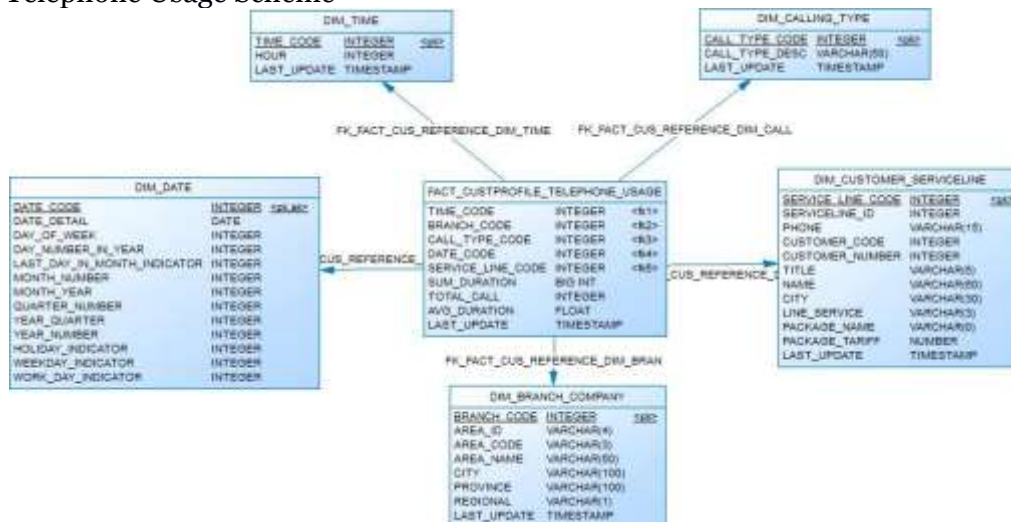 Telephone Usage Scheme
DIM_TIME
TIME_CODE INTEGER <pk>
HOUR INTEGER
LAST_UPDATE TIMESTAMP
DIM_CALLING_TYPE
CALL_TYPE_CODE INTEGER <pk>
CALL_TYPE_DESC VARCHAR(50)
LAST_UPDATE TIMESTAMP
FK_FACT_CUS_REFERENCE_DIM_TIME
FK_FACT_CUS_REFERENCE_DIM_CALL
DIM_DATE
DATE_CODE INTEGER
DATE_DETAIL DATE
DAY_OF_WEEK INTEGER
DAY_NUMBER_IN_YEAR INTEGER
LAST_DAY_IN_MONTH_INDICATOR INTEGER
MONTH_NUMBER INTEGER
MONTH_YEAR INTEGER
QUARTER_NUMBER INTEGER
YEAR_QUARTER INTEGER
YEAR_NUMBER INTEGER
HOLIDAY_INDICATOR INTEGER
WEEKDAY_INDICATOR INTEGER
WORK_DAY_INDICATOR INTEGER
CUS_REFERENCE_
FACT_CUSTPROFILE_TELEPHONE_USAGE
TIME_CODE INTEGER <fk1>
BRANCH_CODE INTEGER <fk2>
CALL_TYPE_CODE INTEGER <fk3>
DATE_CODE INTEGER <fk4>
SERVICE_LINE_CODE INTEGER <fk5>
SUM_DURATION BIG INT
TOTAL_CALL INTEGER
AVG_DURATION FLOAT
LAST_UPDATE TIMESTAMP
_CUS_REFERENCE_D
DIM_CUSTOMER_SERVICELINE
SERVICE_LINE_CODE INTEGER <pk>
SERVICELINE_ID INTEGER
PHONE VARCHAR(15)
CUSTOMER_CODE INTEGER
CUSTOMER_NUMBER INTEGER
TITLE VARCHAR(5)
NAME VARCHAR(60)
CITY VARCHAR(30)
LINE_SERVICE VARCHAR(3)
PACKAGE_NAME
PACKAGE_TARIFF NUMBER
LAST_UPDATE TIMESTAMP
FK_FACT_CUS_REFERENCE_DIM_BRAN
DIM_BRANCH_COMPANY
BRANCH_CODE INTEGER <pk>
AREA_ID VARCHAR(4)
AREA_CODE VARCHAR(3)
AREA_NAME VARCHAR(50)
CITY VARCHAR(100)
PROVINCE VARCHAR(100)
REGIONAL VARCHAR(1)
LAST_UPDATE TIMESTAMP